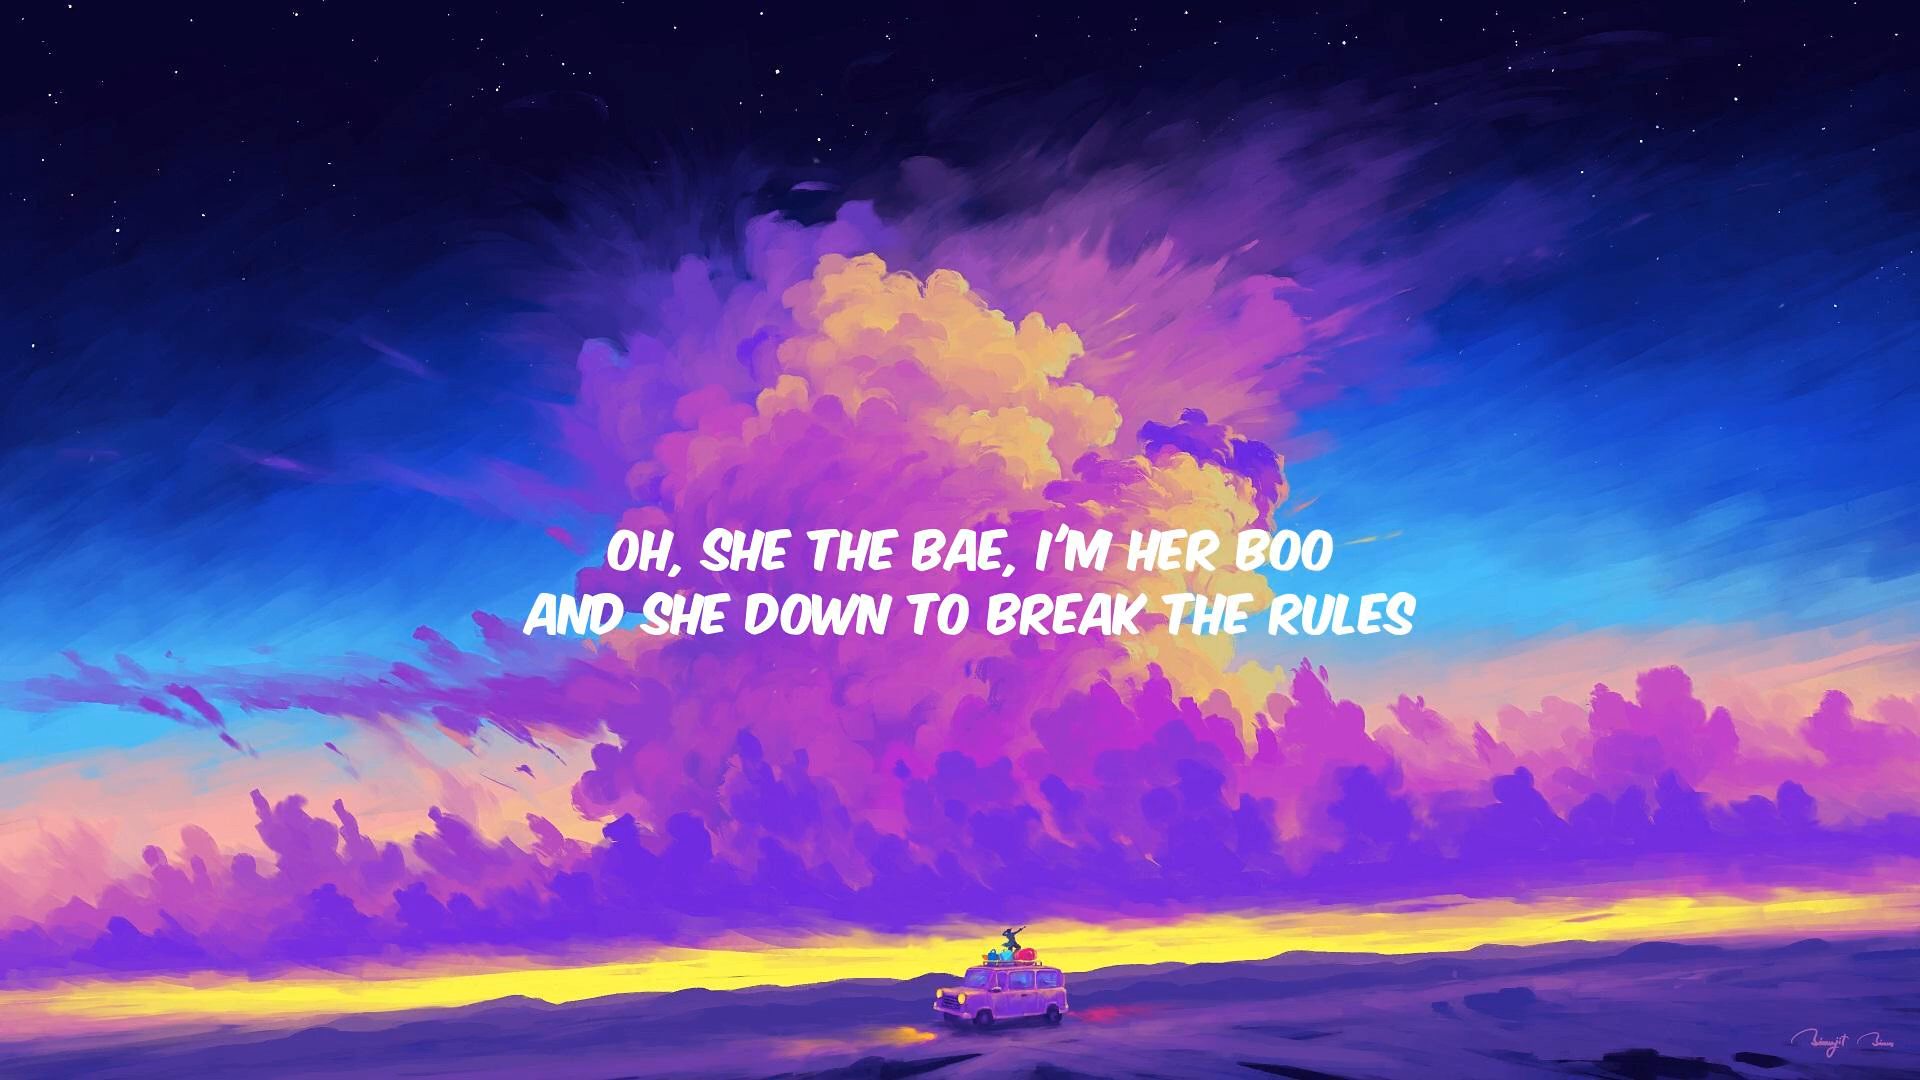 OH, SHE THE BAE, I'M HER BOO
AND SHE DOWN TO BREAK THE RULES